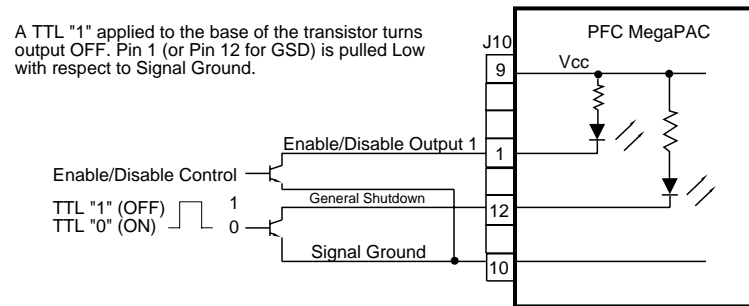 A TTL "1" applied to the base of the transistor turns
output OFF. Pin 1 (or Pin 12 for GSD) is pulled Low
with respect to Signal Ground.
J10
PFC MegaPAC
9
Vcc
Enable/Disable Output 1
1
Enable/Disable Control
General Shutdown
12
TTL "1" (OFF)
1
TTL "0" (ON)
0
Signal Ground
10